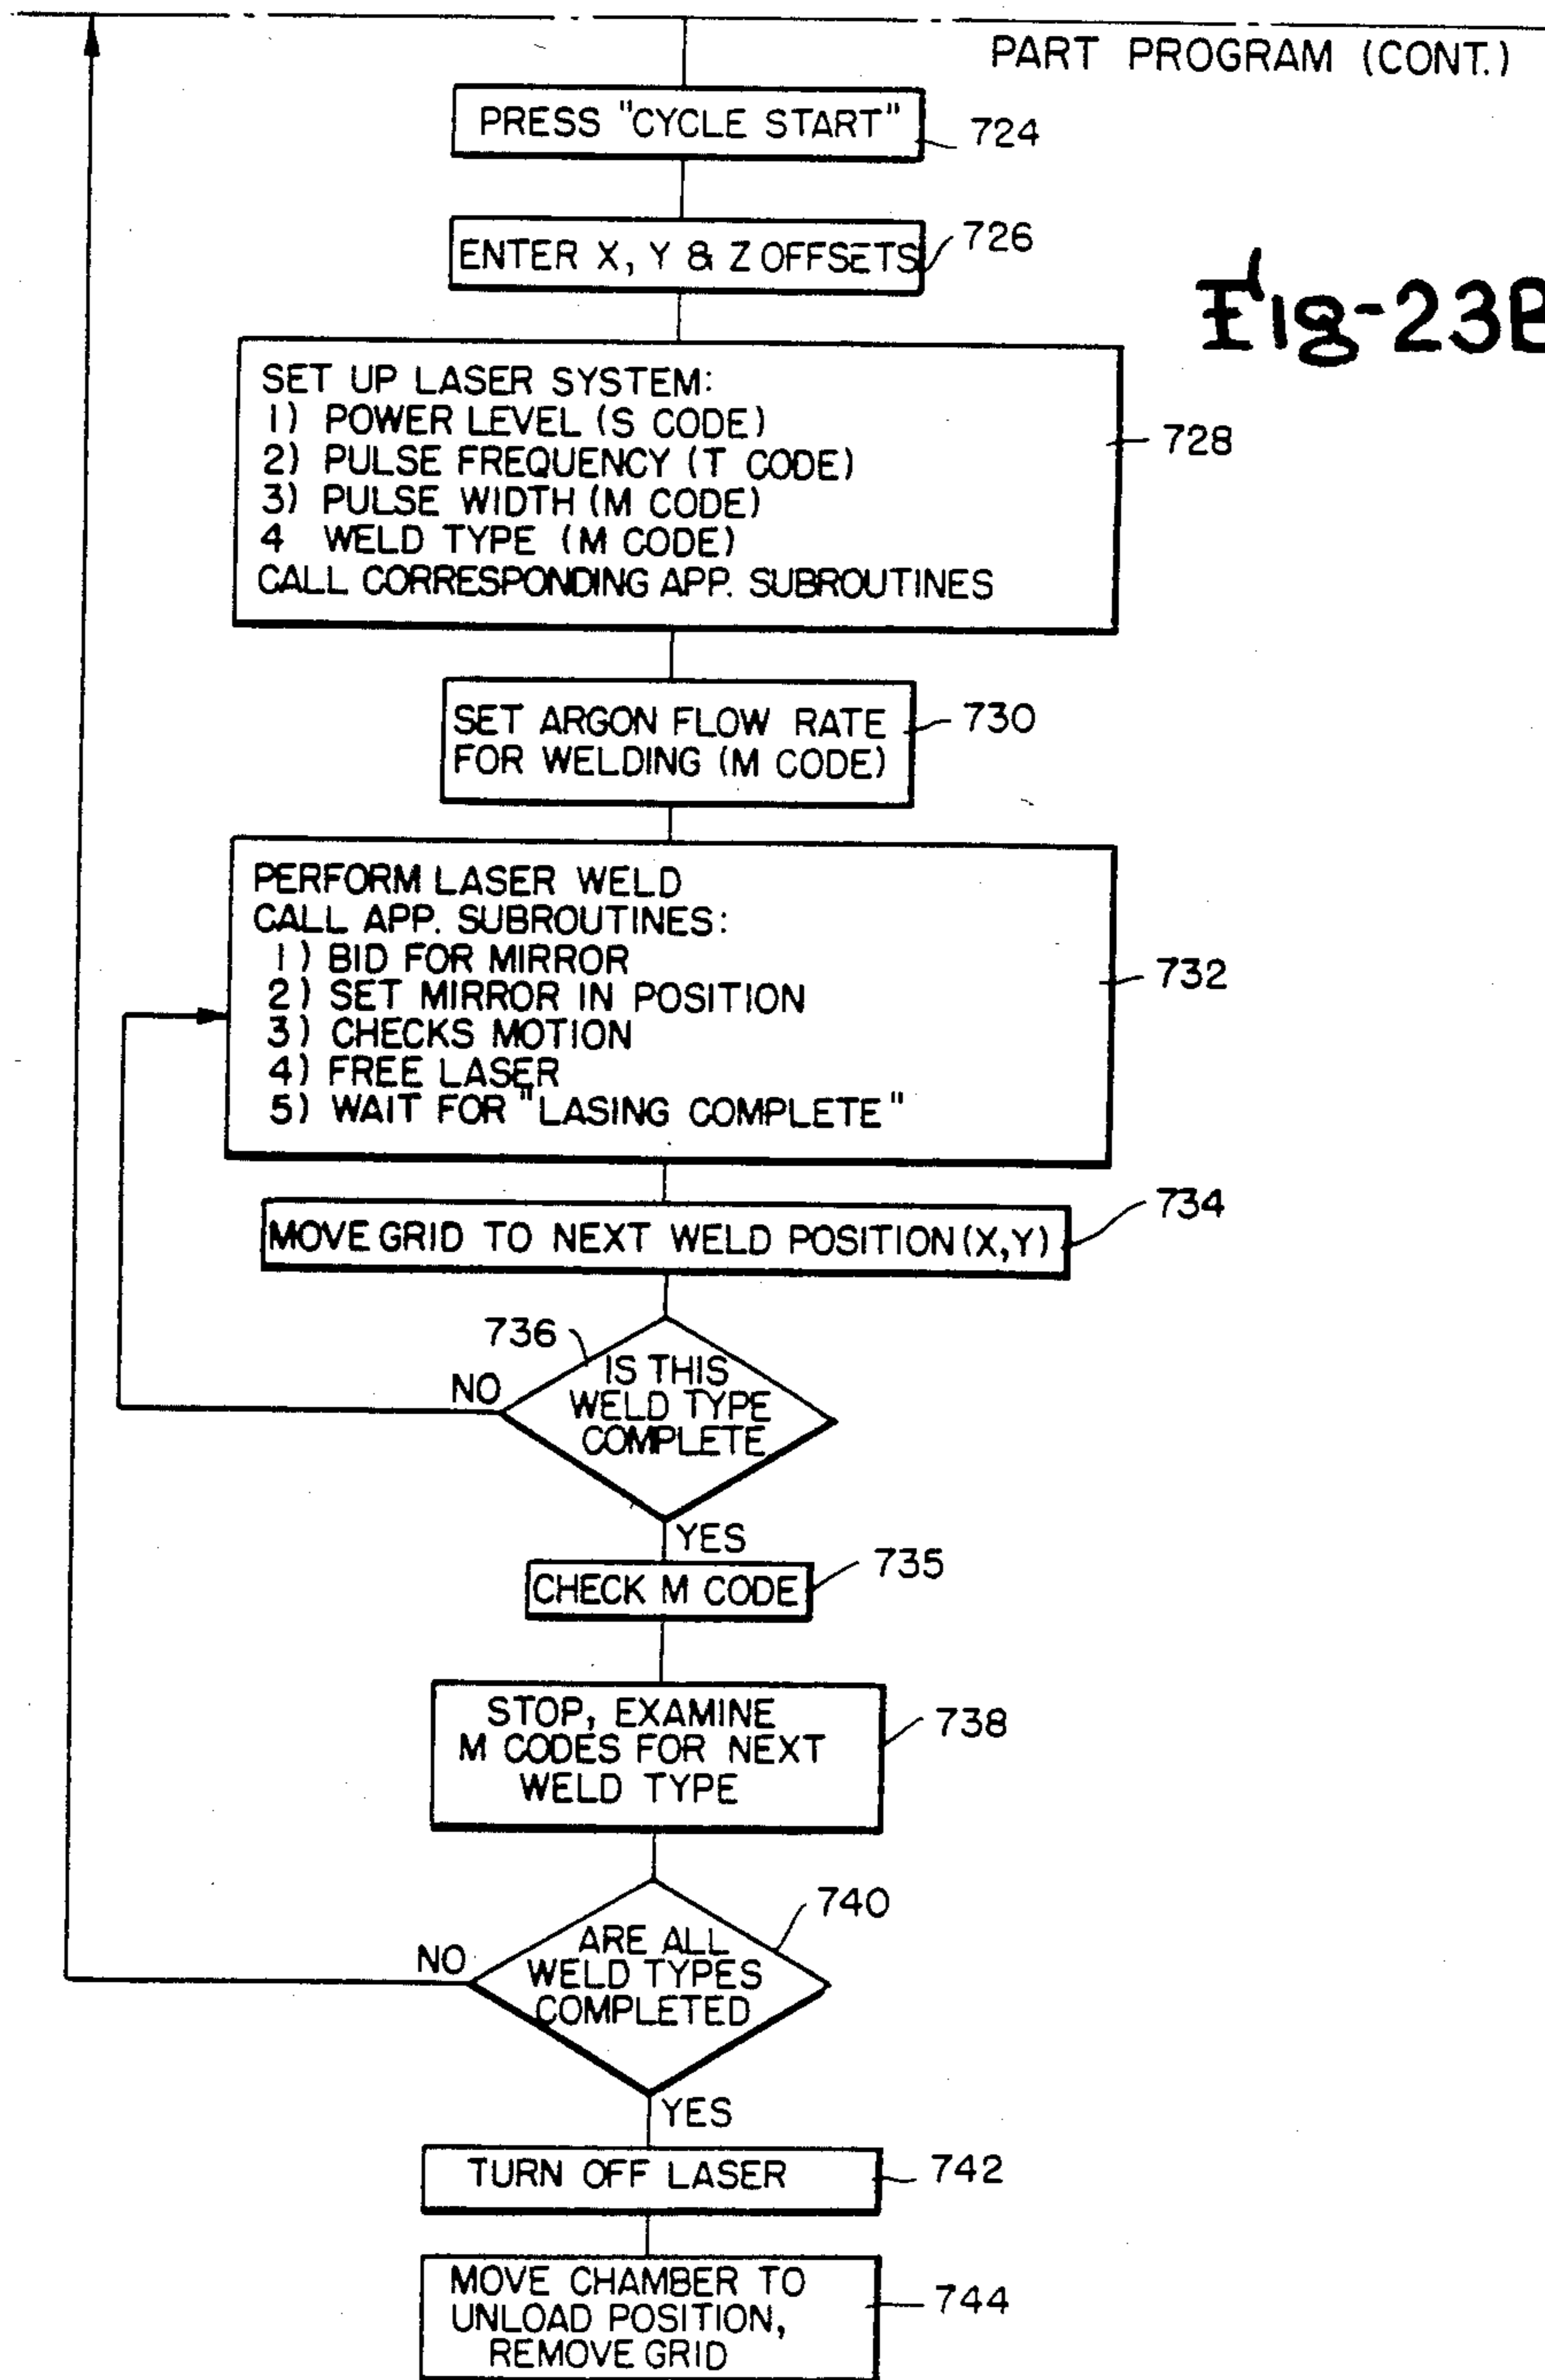 PART PROGRAM (CONT.)
PRESS "CYCLE START"
724
ENTER X, Y & Z OFFSETS
726
Fig-23B
SET UP LASER SYSTEM:
1) POWER LEVEL (S CODE)
2) PULSE FREQUENCY (T CODE)
3) PULSE WIDTH (M CODE)
4 WELD TYPE (M CODE)
CALL CORRESPONDING APP. SUBROUTINES
728
SET ARGON FLOW RATE
FOR WELDING (M CODE)
730
PERFORM LASER WELD
CALL APP. SUBROUTINES:
1) BID FOR MIRROR
2) SET MIRROR IN POSITION
3) CHECKS MOTION
4) FREE LASER
5) WAIT FOR "LASING COMPLETE"
732
MOVE GRID TO NEXT WELD POSITION (X,Y)
734
736
IS THIS
WELD TYPE
COMPLETE
NO
YES
CHECK M CODE
735
STOP, EXAMINE
M CODES FOR NEXT
WELD TYPE
738
740
ARE ALL
WELD TYPES
COMPLETED
NO
YES
TURN OFF LASER
742
MOVE CHAMBER TO
UNLOAD POSITION,
REMOVE GRID
744